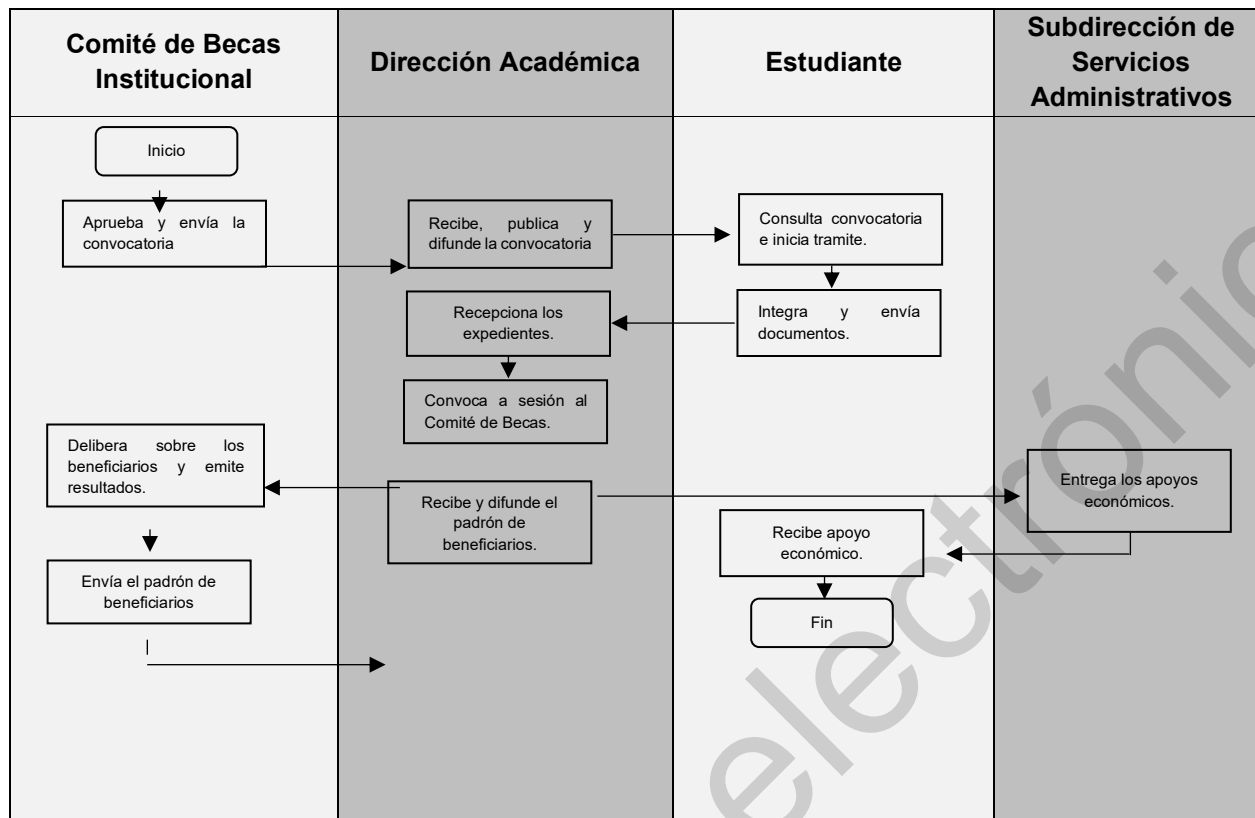 Comité de Becas
Institucional
Dirección Académica
Estudiante
Subdirección de
Servicios
Administrativos
Inicio
Aprueba y envía la
convocatoria
Recibe, publica y
difunde la convocatoria
Consulta convocatoria
e inicia tramite.
Recepciona los
expedientes.
Integra y envía
documentos.
Convoca a sesión al
Comité de Becas.
Delibera sobre los
beneficiarios y emite
resultados.
Recibe y difunde el
padrón de
beneficiarios.
Entrega los apoyos
económicos.
Recibe apoyo
económico.
Envía el padrón de
beneficiarios
Fin